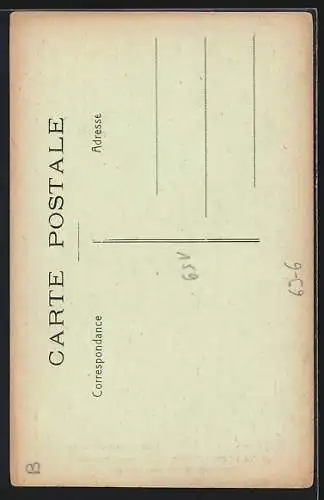 CARTE POSTALE
Correspondance
Adresse
63-6
B